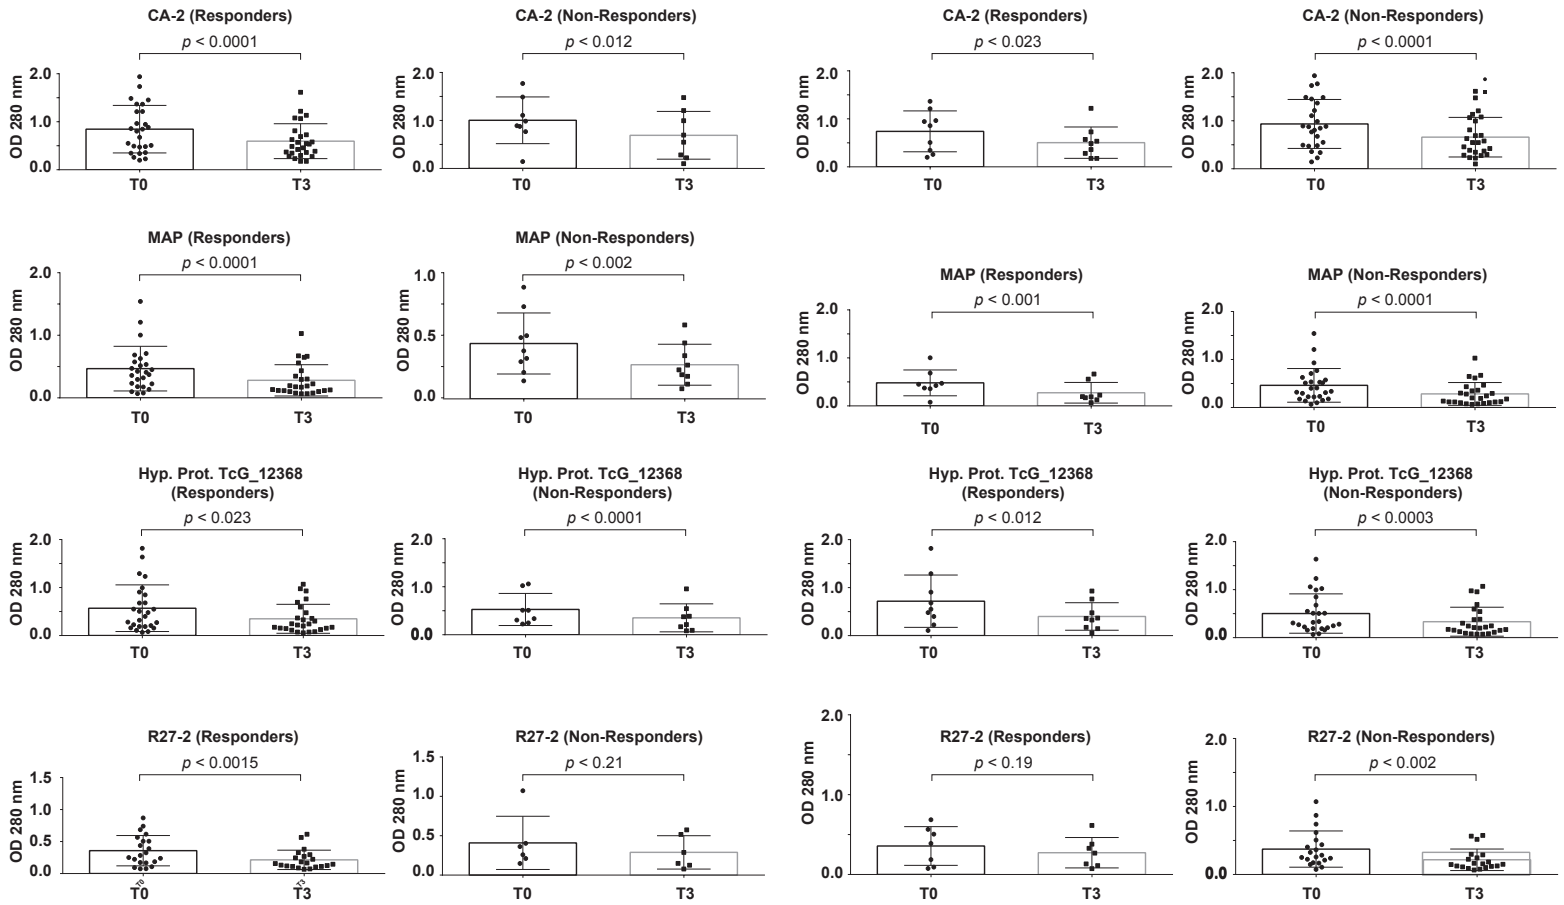 CA-2 (Responders)
p < 0.0001
OD 280 nm
2.0
1.0
0.0
T0
T3
CA-2 (Non-Responders)
p < 0.012
OD 280 nm
2.0
1.0
0.0
T0
T3
CA-2 (Responders)
p < 0.023
OD 280 nm
2.0
1.0
0.0
T0
T3
CA-2 (Non-Responders)
p < 0.0001
OD 280 nm
2.0
1.0
0.0
T0
T3
MAP (Responders)
p < 0.0001
OD 280 nm
2.0
1.0
0.0
T0
T3
MAP (Non-Responders)
p < 0.002
OD 280 nm
1.0
0.5
0.0
T0
T3
MAP (Responders)
p < 0.001
OD 280 nm
2.0
1.0
0.0
T0
T3
MAP (Non-Responders)
p < 0.0001
OD 280 nm
2.0
1.0
0.0
T0
T3
Hyp. Prot. TcG_12368
(Responders)
p < 0.023
OD 280 nm
2.0
1.0
0.0
T0
T3
Hyp. Prot. TcG_12368
(Non-Responders)
p < 0.0001
OD 280 nm
2.0
1.0
0.0
T0
T3
Hyp. Prot. TcG_12368
(Responders)
p < 0.012
OD 280 nm
2.0
1.0
0.0
T0
T3
Hyp. Prot. TcG_12368
(Non-Responders)
p < 0.0003
OD 280 nm
2.0
1.0
0.0
T0
T3
R27-2 (Responders)
p < 0.0015
OD 280 nm
1.5
1.0
0.5
0.0
T0
T3
T0
T3
R27-2 (Non-Responders)
p < 0.21
OD 280 nm
1.5
1.0
0.5
0.0
T0
T3
R27-2 (Responders)
p < 0.19
OD 280 nm
2.0
1.0
0.0
T0
T3
R27-2 (Non-Responders)
p < 0.002
OD 280 nm
2.0
1.0
0.0
T0
T3